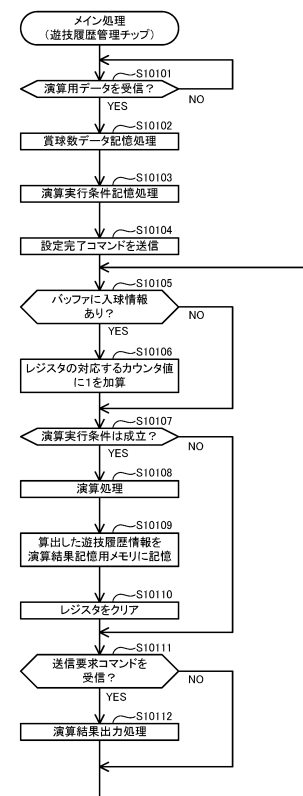 メイン処理
(遊技履歴管理チップ)
S10101
演算用データを受信？
NO
YES
S10102
賞球数データ記憶処理
S10103
演算実行条件記憶処理
S10104
設定完了コマンドを送信
S10105
バッファに入球情報
あり？
NO
YES
S10106
レジスタの対応するカウンタ値
に1を加算
S10107
演算実行条件は成立？
NO
YES
S10108
演算処理
S10109
算出した遊技履歴情報を
演算結果記憶用メモリに記憶
S10110
レジスタをクリア
S10111
送信要求コマンドを
受信？
NO
YES
S10112
演算結果出力処理